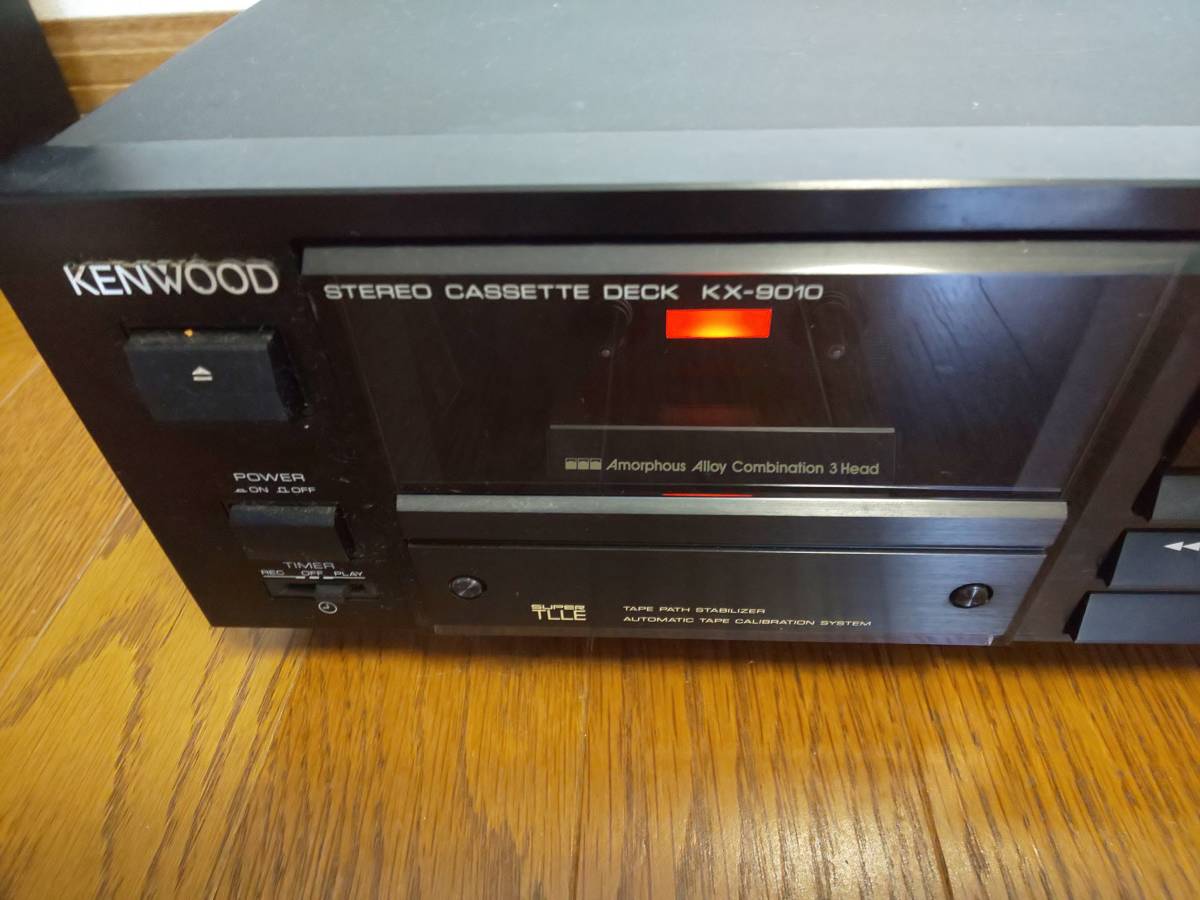 KENWOOD
STEREO CASSETTE DECK KX-9010
Amorphous Alloy Combination 3 Head
POWER
ON OFF
TIMER
REC OFF PLAY
SUPER
TLLE
TAPE PATH STABILIZER
AUTOMATIC TAPE CALIBRATION SYSTEM